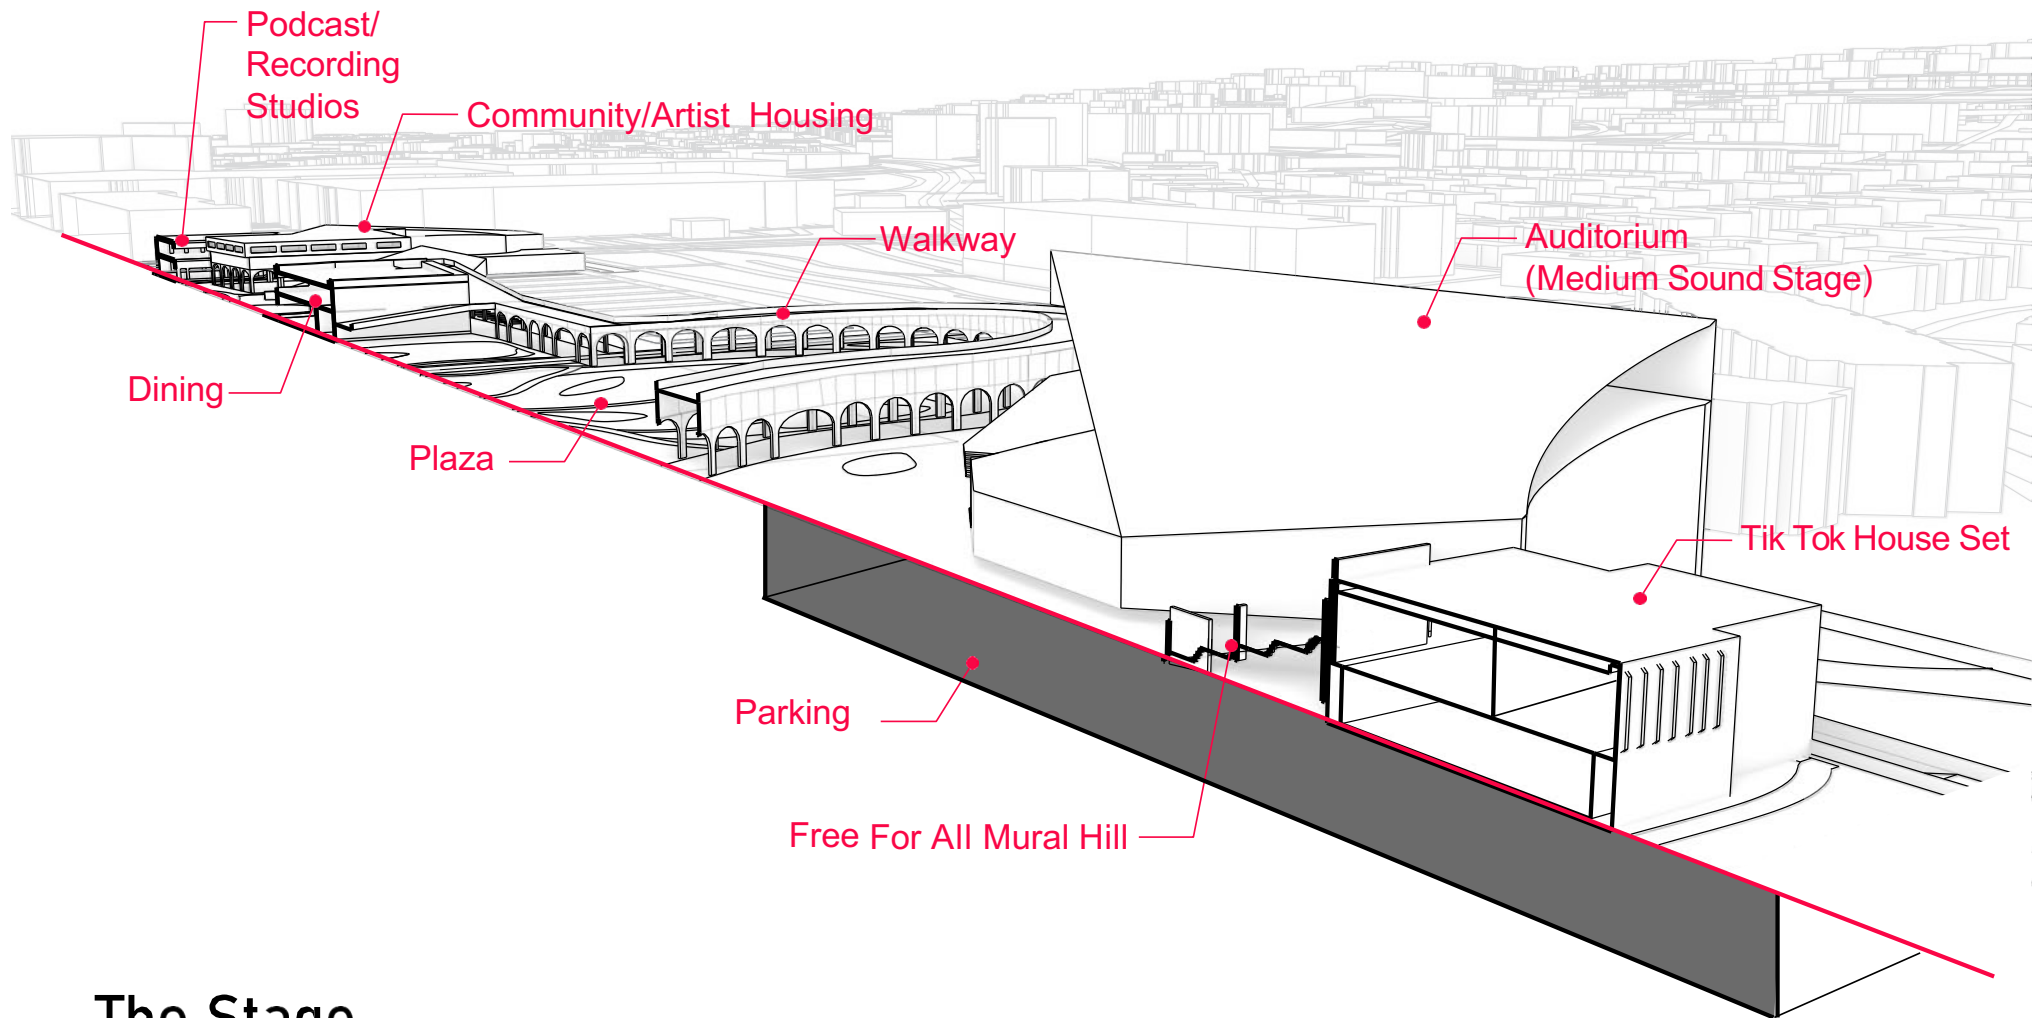 Podcast/
Recording
Studios
Community/Artist Housing
Walkway
Auditorium
(Medium Sound Stage)
Dining
Plaza
Tik Tok House Set
Parking
Free For All Mural Hill
The Stage